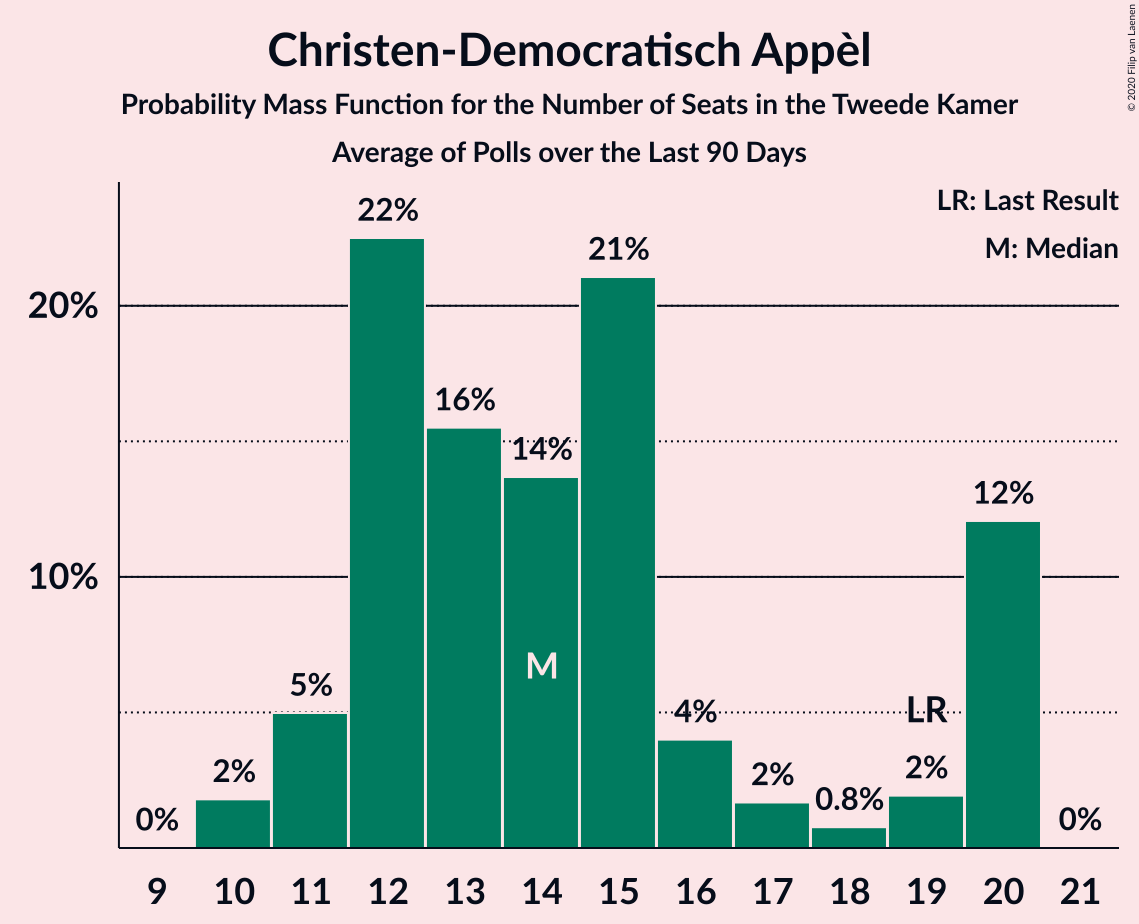 Christen-Democratisch Appèl
Probability Mass Function for the Number of Seats in the Tweede Kamer
Average of Polls over the Last 90 Days
© 2020 Filip van Laenen
LR: Last Result
M: Median
20%
10%
0%
2%
5%
22%
16%
14%
M
21%
4%
2%
0.8%
LR
2%
12%
0%
9 10 11 12 13 14 15 16 17 18 19 20 21